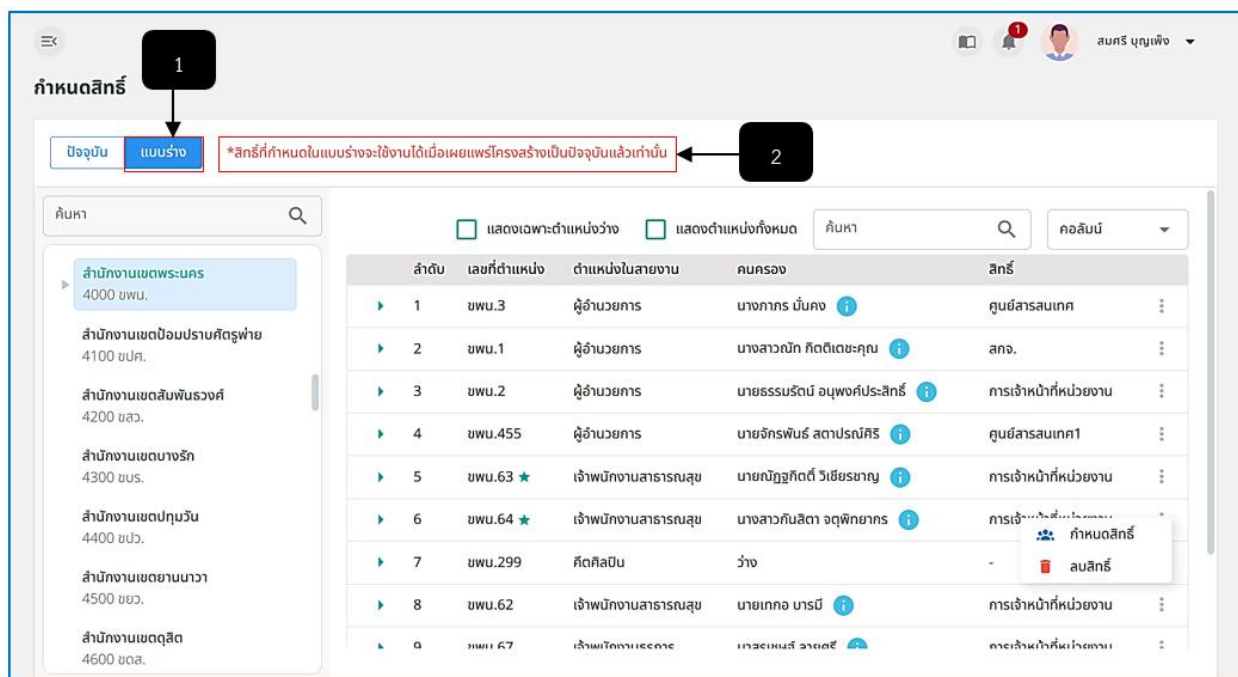 1
สมศรี บุญเพ็ง
กำหนดสิทธิ์
1
ปัจจุบัน แบบร่าง *สิทธิ์ที่กำหนดในแบบร่างจะใช้งานได้เมื่อเผยแพร่โครงสร้างเป็นปัจจุบันแล้วเท่านั้น 2
ค้นหา
แสดงเฉพาะตำแหน่งว่าง แสดงตำแหน่งทั้งหมด ค้นหา คอลัมน์
สำนักงานเขตพระนคร
4000 ขพน.
สำนักงานเขตป้อมปราบศัตรูพ่าย
4100 ขปศ.
สำนักงานเขตสัมพันธวงศ์
4200 ขสว.
สำนักงานเขตบางรัก
4300 ขบร.
สำนักงานเขตปทุมวัน
4400 ขปว.
สำนักงานเขตยานนาวา
4500 ขยว.
สำนักงานเขตดุสิต
4600 ขดส.
ลำดับ เลขที่ตำแหน่ง ตำแหน่งในสายงาน คนครอง สิทธิ์
1 ขพน.3 ผู้อำนวยการ นางภากร มั่นคง ศูนย์สารสนเทศ
2 ขพน.1 ผู้อำนวยการ นางสาวณัท กิตติเตชะคุณ สกจ.
3 ขพน.2 ผู้อำนวยการ นายธรรมรัตน์ อนุพงศ์ประสิทธิ์ การเจ้าหน้าที่หน่วยงาน
4 ขพน.455 ผู้อำนวยการ นายจักรพันธ์ สถาปรณ์ศิริ ศูนย์สารสนเทศ1
5 ขพน.63 ★ เจ้าพนักงานสาธารณสุข นายณัฏฐกิตติ์ วิเชียรชาญ การเจ้าหน้าที่หน่วยงาน
6 ขพน.64 ★ เจ้าพนักงานสาธารณสุข นางสาวกันสิตา จตุพิทยากร
กำหนดสิทธิ์
7 ขพน.299 คีตศิลปิน ว่าง -
ลบสิทธิ์
8 ขพน.62 เจ้าพนักงานสาธารณสุข นายเทกอ บารมี การเจ้าหน้าที่หน่วยงาน